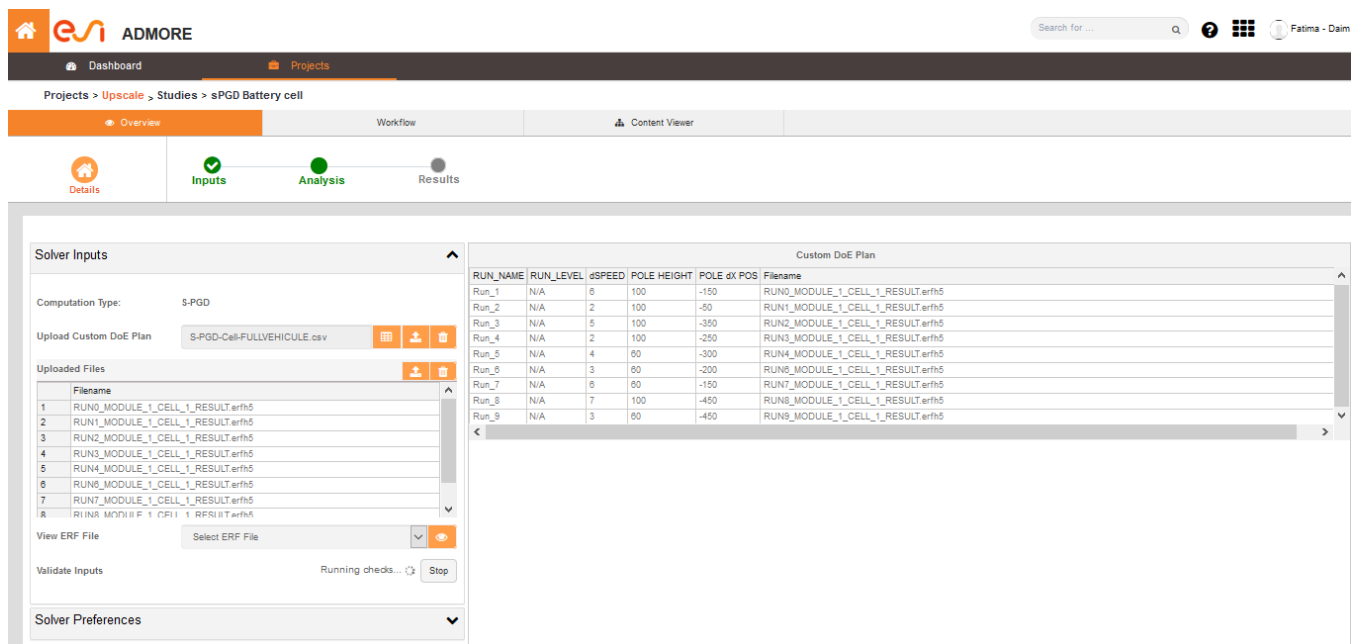 esi ADMORE
Search for ...
Fatima - Daim
Dashboard Projects
Projects > Upscale > Studies > sPGD Battery cell
Overview Workflow Content Viewer
Details Inputs Analysis Results
Solver Inputs
Computation Type: S-PGD
Upload Custom DoE Plan S-PGD-Cell-FULLVEHICULE.csv
Uploaded Files
Filename
1 RUN0_MODULE_1_CELL_1_RESULT.erfh5
2 RUN1_MODULE_1_CELL_1_RESULT.erfh5
3 RUN2_MODULE_1_CELL_1_RESULT.erfh5
4 RUN3_MODULE_1_CELL_1_RESULT.erfh5
5 RUN4_MODULE_1_CELL_1_RESULT.erfh5
6 RUN6_MODULE_1_CELL_1_RESULT.erfh5
7 RUN7_MODULE_1_CELL_1_RESULT.erfh5
8 RUN8_MODULE_1_CELL_1_RESULT.erfh5
View ERF File Select ERF File
Validate Inputs Running checks... Stop
Solver Preferences
Custom DoE Plan
RUN_NAME RUN_LEVEL dSPEED POLE HEIGHT POLE dX POS Filename
Run_1 N/A 6 100 -150 RUN0_MODULE_1_CELL_1_RESULT.erfh5
Run_2 N/A 2 100 -50 RUN1_MODULE_1_CELL_1_RESULT.erfh5
Run_3 N/A 5 100 -350 RUN2_MODULE_1_CELL_1_RESULT.erfh5
Run_4 N/A 2 100 -250 RUN3_MODULE_1_CELL_1_RESULT.erfh5
Run_5 N/A 4 60 -300 RUN4_MODULE_1_CELL_1_RESULT.erfh5
Run_6 N/A 3 60 -200 RUN6_MODULE_1_CELL_1_RESULT.erfh5
Run_7 N/A 6 60 -150 RUN7_MODULE_1_CELL_1_RESULT.erfh5
Run_8 N/A 7 100 -450 RUN8_MODULE_1_CELL_1_RESULT.erfh5
Run_9 N/A 3 60 -450 RUN9_MODULE_1_CELL_1_RESULT.erfh5